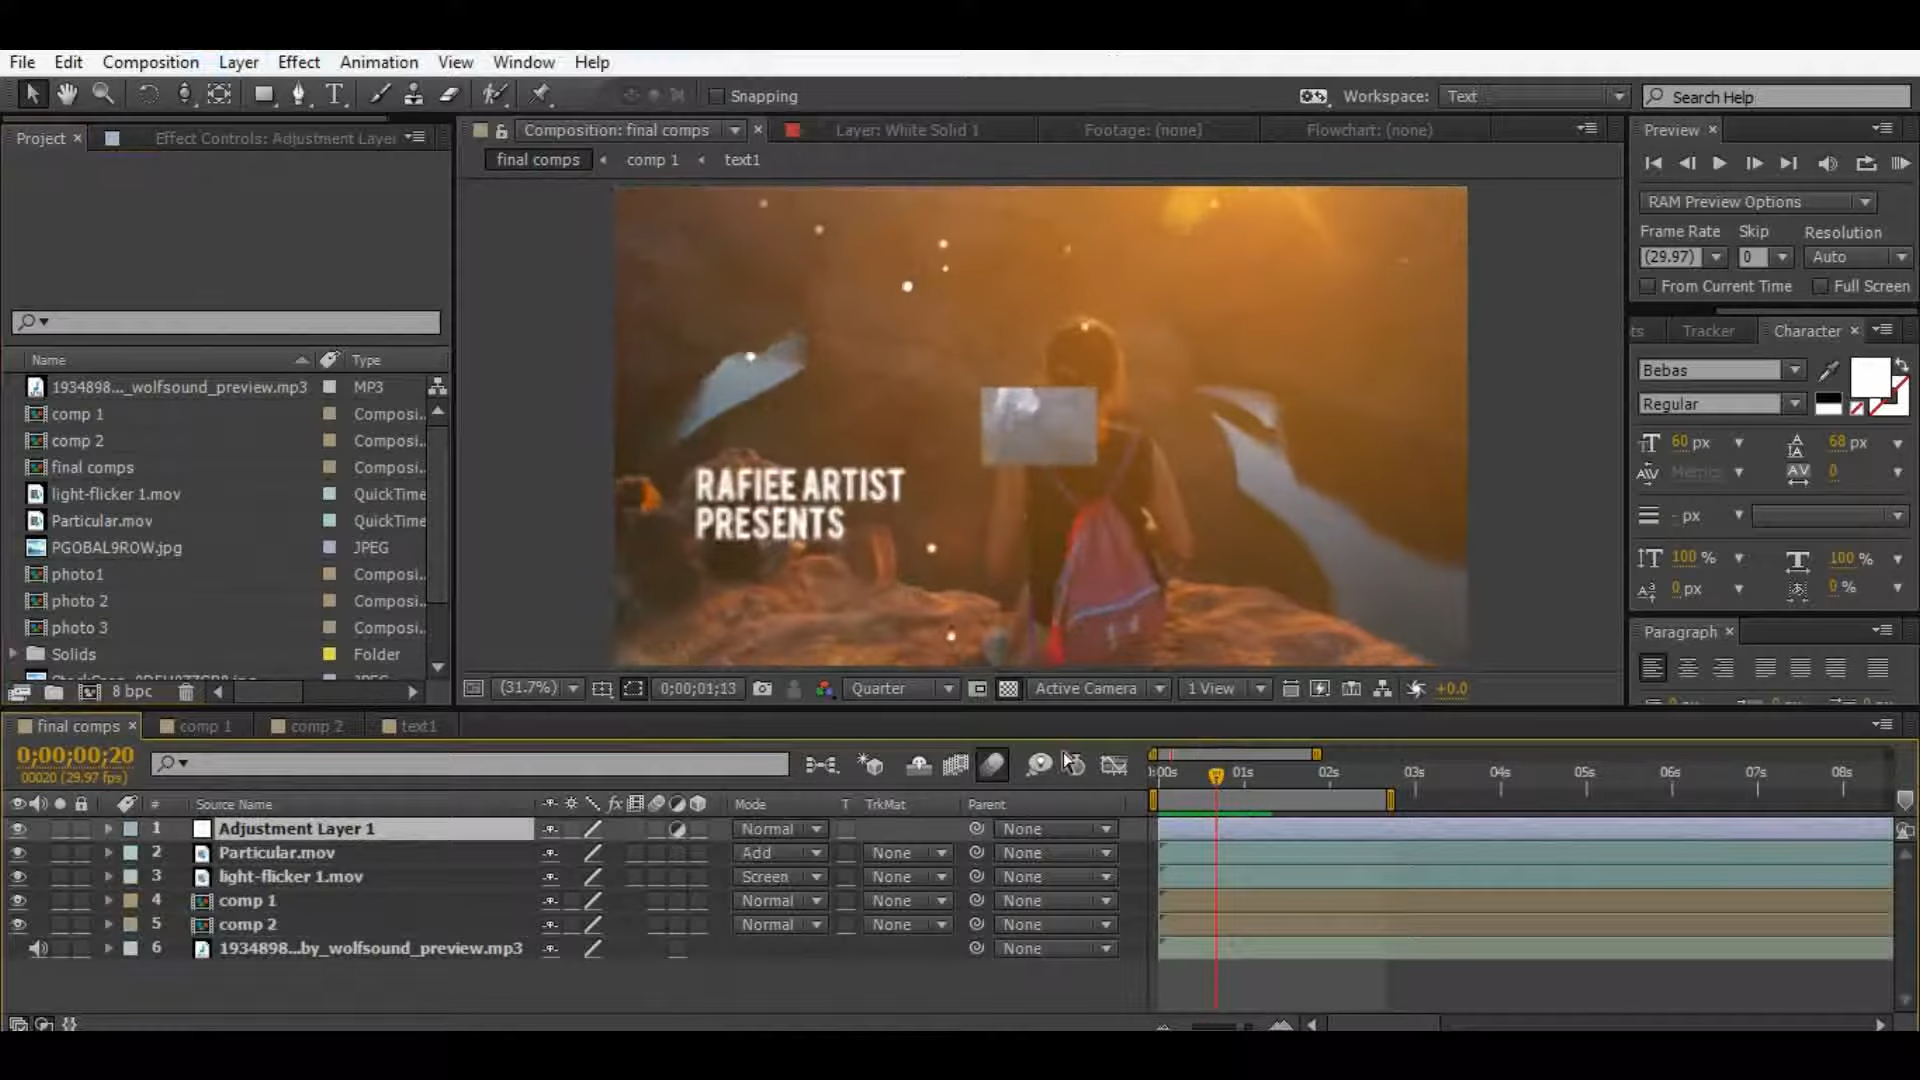 File Edit Composition Layer Effect Animation View Window Help
Snapping Workspace: Text Search Help
Project × Effect Controls: Adjustment Layer
Composition: final comps × Layer: White Solid 1 Footage: (none) Flowchart: (none)
final comps comp 1 text1
RAFIEE ARTIST
PRESENTS
Name Type
1934898..._wolfsound_preview.mp3 MP3
comp 1 Composi...
comp 2 Composi...
final comps Composi...
light-flicker 1.mov QuickTime
Particular.mov QuickTime
PGOBAL9ROW.jpg JPEG
photo1 Composi...
photo 2 Composi...
photo 3 Composi...
Solids Folder
8 bpc
(31.7%) 0;00;01;13 Quarter Active Camera 1 View +0.0
Preview ×
RAM Preview Options
Frame Rate Skip Resolution
(29.97) 0 Auto
From Current Time Full Screen
ts Tracker Character ×
Bebas
Regular
60 px 68 px
Metrics 0
- px
100 % 100 %
0 px 0 %
Paragraph ×
final comps × comp 1 comp 2 text1
0;00;00;20
00020 (29.97 fps)
:00s 01s 02s 03s 04s 05s 06s 07s 08s
# Source Name fx Mode T TrkMat Parent
1 Adjustment Layer 1 Normal None
2 Particular.mov Add None None
3 light-flicker 1.mov Screen None None
4 comp 1 Normal None None
5 comp 2 Normal None None
6 1934898...by_wolfsound_preview.mp3 None